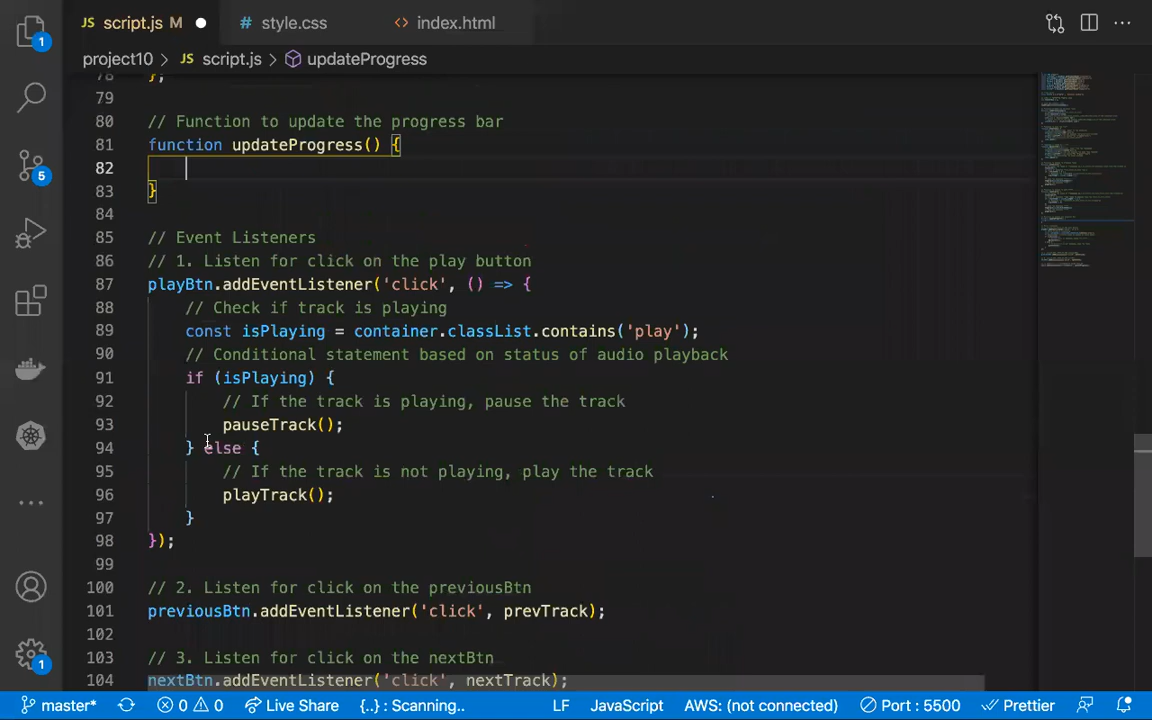 JS script.js M # style.css <> index.html
project10 > JS script.js > updateProgress
78 };
79
80 // Function to update the progress bar
81 function updateProgress() {
82
83 }
84
85 // Event Listeners
86 // 1. Listen for click on the play button
87 playBtn.addEventListener('click', () => {
88 // Check if track is playing
89 const isPlaying = container.classList.contains('play');
90 // Conditional statement based on status of audio playback
91 if (isPlaying) {
92 // If the track is playing, pause the track
93 pauseTrack();
94 } else {
95 // If the track is not playing, play the track
96 playTrack();
97 }
98 });
99
100 // 2. Listen for click on the previousBtn
101 previousBtn.addEventListener('click', prevTrack);
102
103 // 3. Listen for click on the nextBtn
104 nextBtn.addEventListener('click', nextTrack);
1
5
1
master* 0 0 Live Share {..} : Scanning.. LF JavaScript AWS: (not connected) Port : 5500 Prettier